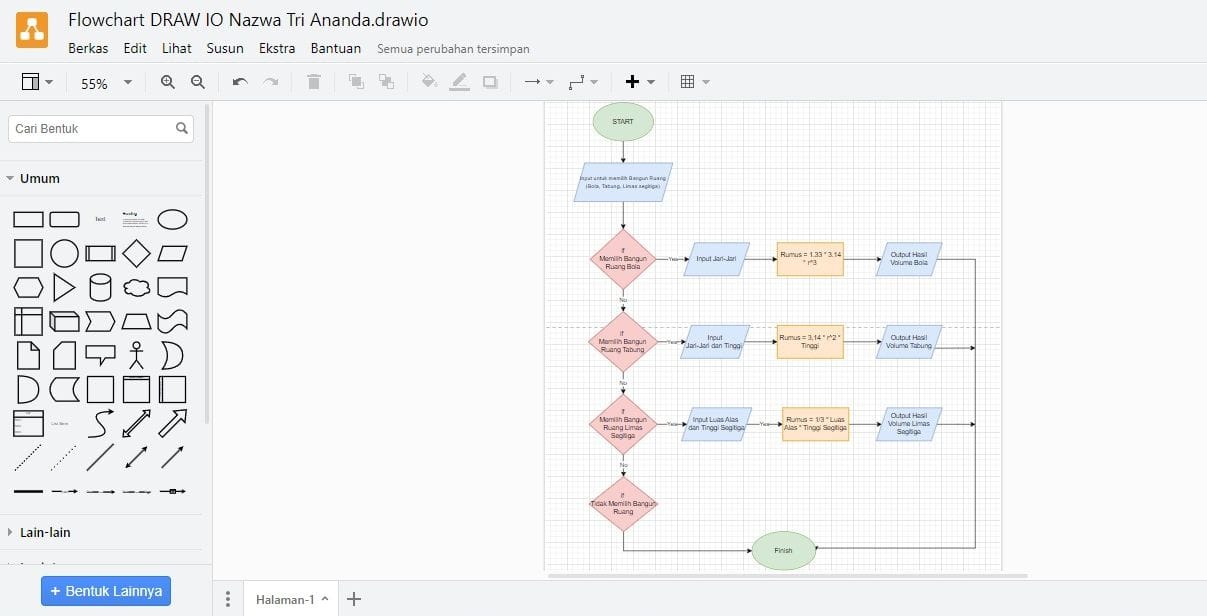 Flowchart DRAW IO Nazwa Tri Ananda.drawio
Berkas Edit Lihat Susun Ekstra Bantuan Semua perubahan tersimpan
55%
Cari Bentuk
Umum
Text
Heading
List Item
Lain-lain
+ Bentuk Lainnya
Halaman-1
START
Input untuk memilih Bangun Ruang
(Bola, Tabung, Limas segitiga)
If
Memilih Bangun
Ruang Bola
Yes
Input Jari-Jari
Rumus = 1,33 * 3.14
* r^3
Output Hasil
Volume Bola
No
If
Memilih Bangun
Ruang Tabung
Yes
Input
Jari-Jari dan Tinggi
Rumus = 3,14 * r^2 *
Tinggi
Output Hasil
Volume Tabung
No
If
Memilih Bangun
Ruang Limas
Segitiga
Yes
Input Luas Alas
dan Tinggi Segitiga
Yes
Rumus = 1/3 * Luas
Alas * Tinggi Segitiga
Output Hasil
Volume Limas
Segitiga
No
If
Tidak Memilih Bangun
Ruang
Finish